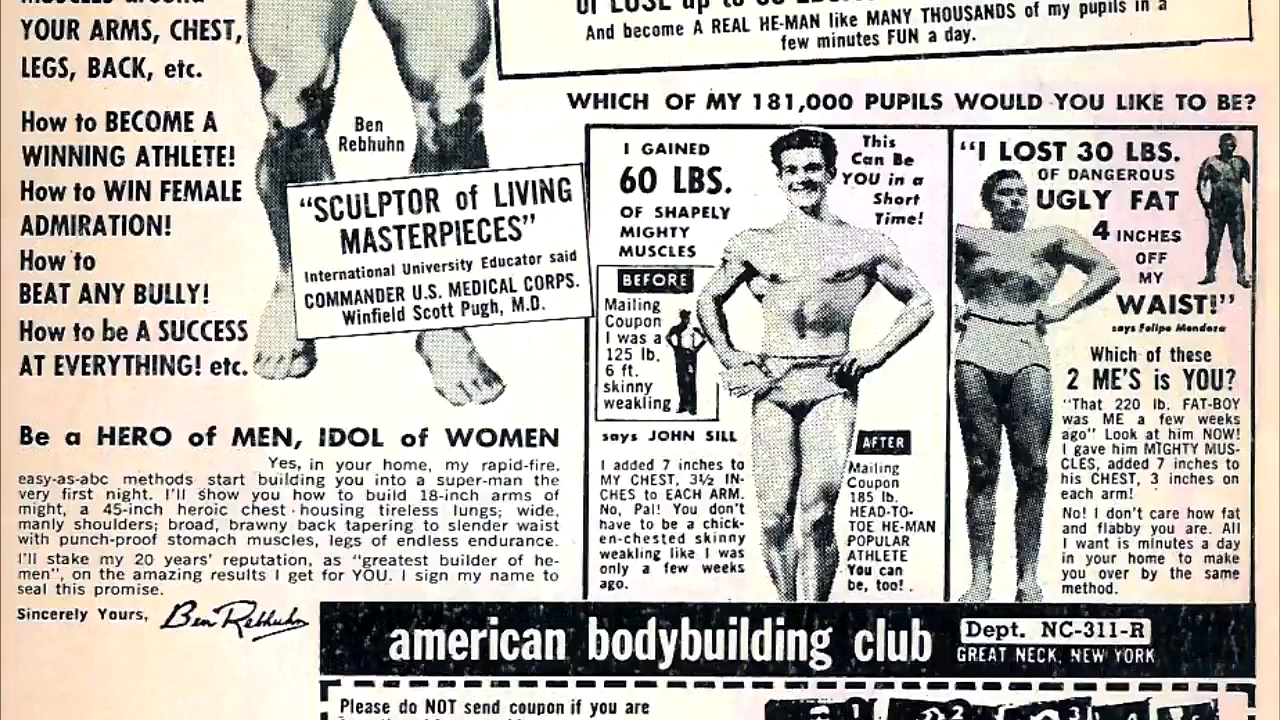 MUSCLES around
YOUR ARMS, CHEST,
LEGS, BACK, etc.
How to BECOME A
WINNING ATHLETE!
How to WIN FEMALE
ADMIRATION!
How to
BEAT ANY BULLY!
How to be A SUCCESS
AT EVERYTHING! etc.
Ben
Rebhuhn
"SCULPTOR of LIVING
MASTERPIECES"
International University Educator said
COMMANDER U.S. MEDICAL CORPS.
Winfield Scott Pugh, M.D.
or LOSE up to
And become A REAL HE-MAN like MANY THOUSANDS of my pupils in a
few minutes FUN a day.
WHICH OF MY 181,000 PUPILS WOULD YOU LIKE TO BE?
I GAINED
60 LBS.
OF SHAPELY
MIGHTY
MUSCLES
This
Can Be
YOU in a
Short
Time!
BEFORE
Mailing
Coupon
I was a
125 lb.
6 ft.
skinny
weakling
says JOHN SILL
I added 7 inches to
MY CHEST, 3½ IN-
CHES to EACH ARM.
No, Pal! You don't
have to be a chick-
en-chested skinny
weakling like I was
only a few weeks
ago.
AFTER
Mailing
Coupon
185 lb.
HEAD-TO-
TOE HE-MAN
POPULAR
ATHLETE
You can
be, too!
"I LOST 30 LBS.
OF DANGEROUS
UGLY FAT
4 INCHES
OFF
MY
WAIST!"
says Felipe Mendoza
Which of these
2 ME'S is YOU?
"That 220 lb. FAT-BOY
was ME a few weeks
ago" Look at him NOW!
I gave him MIGHTY MUS-
CLES, added 7 inches to
his CHEST, 3 inches on
each arm!
No! I don't care how fat
and flabby you are. All
I want is minutes a day
in your home to make
you over by the same
method.
Be a HERO of MEN, IDOL of WOMEN
Yes, in your home, my rapid-fire,
easy-as-abc methods start building you into a super-man the
very first night. I'll show you how to build 18-inch arms of
might, a 45-inch heroic chest housing tireless lungs; wide,
manly shoulders; broad, brawny back tapering to slender waist
with punch-proof stomach muscles, legs of endless endurance.
I'll stake my 20 years' reputation, as "greatest builder of he-
men", on the amazing results I get for YOU. I sign my name to
seal this promise.
Sincerely Yours, Ben Rebhuhn
american bodybuilding club
Dept. NC-311-R
GREAT NECK, NEW YORK
Please do NOT send coupon if you are
1 2 3